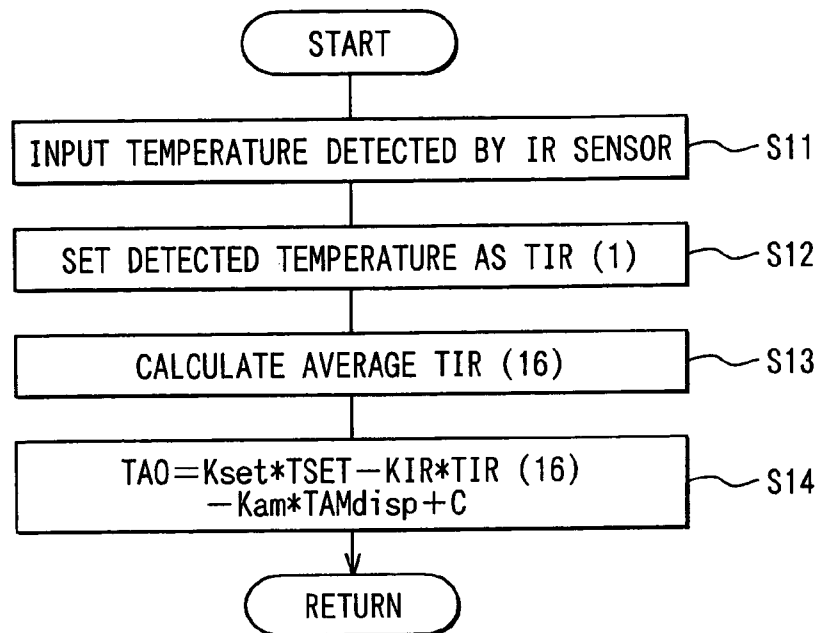 START
INPUT TEMPERATURE DETECTED BY IR SENSOR
S11
SET DETECTED TEMPERATURE AS TIR (1)
S12
CALCULATE AVERAGE TIR (16)
S13
TAO=Kset*TSET-KIR*TIR (16)
-Kam*TAMdisp+C
S14
RETURN